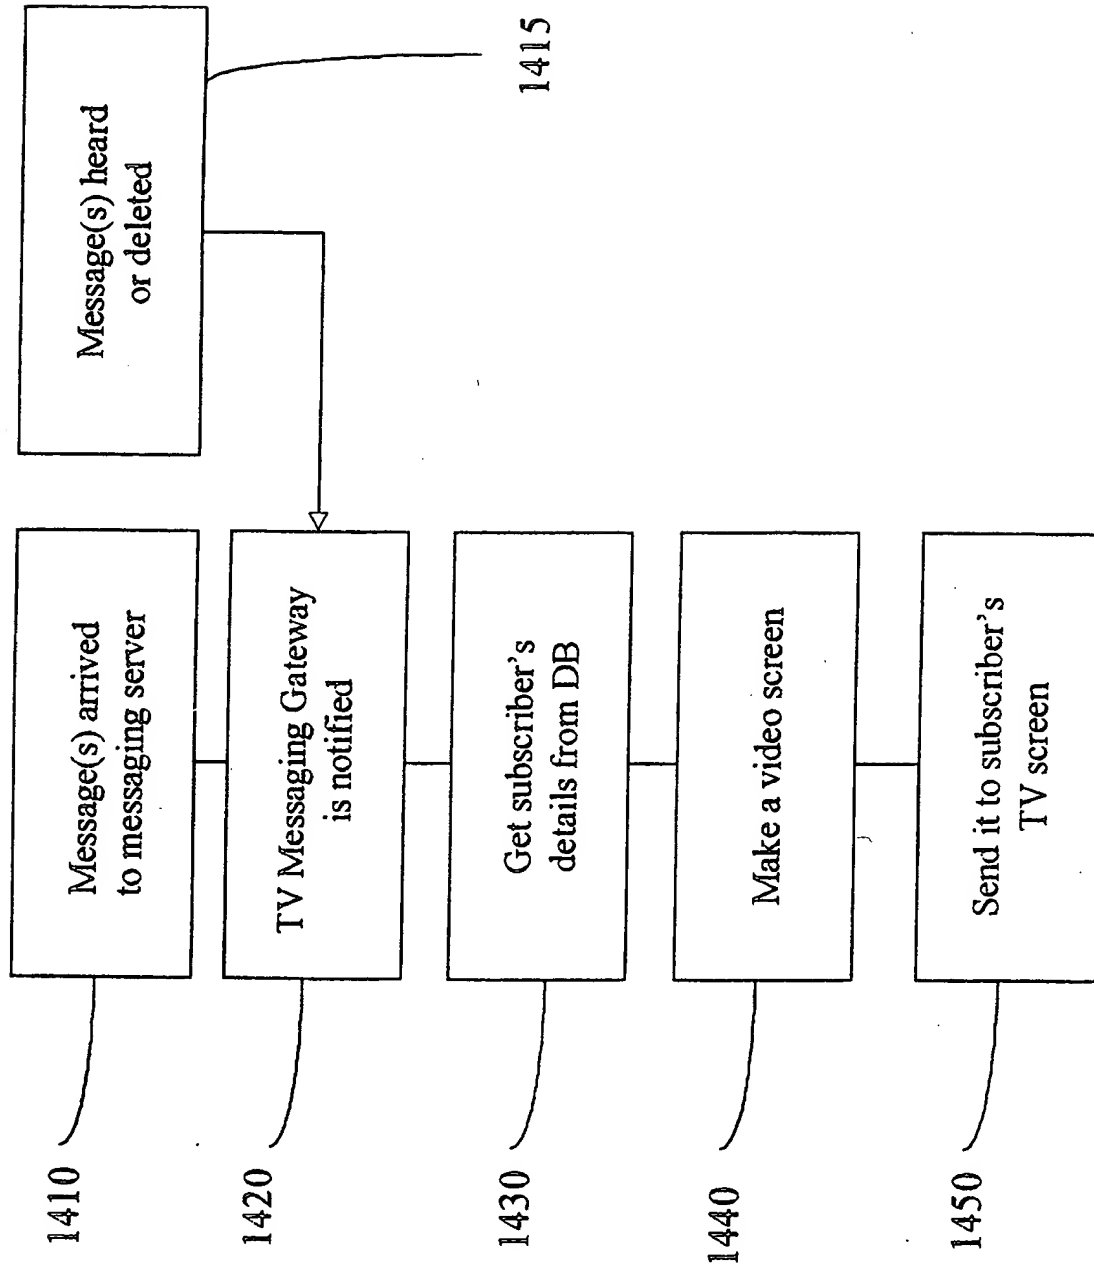 Message(s) heard
or deleted
1415
Message(s) arrived
to messaging server
1410
TV Messaging Gateway
is notified
1420
Get subscriber's
details from DB
1430
Make a video screen
1440
Send it to subscriber's
TV screen
1450